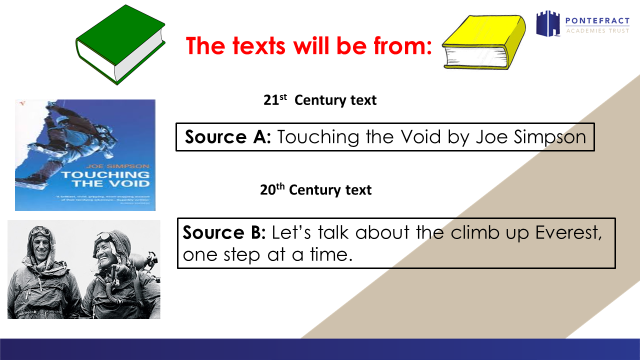 PONTEFRACT
ACADEMIES TRUST
The texts will be from:
21st Century text
Source A: Touching the Void by Joe Simpson
JOE SIMPSON
TOUCHING
THE VOID
20th Century text
Source B: Let's talk about the climb up Everest,
one step at a time.